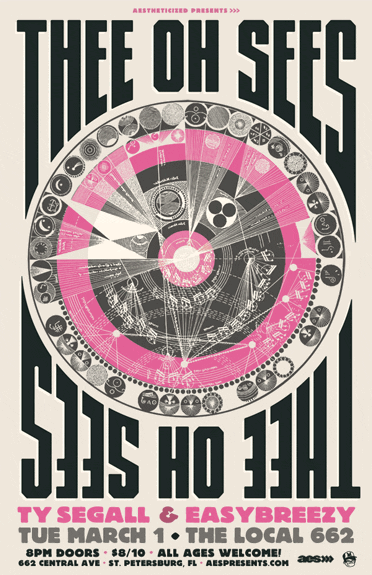 AESTHETICIZED PRESENTS >>>
THEE OH SEES
THEE OH SEES
TY SEGALL & EASYBREEZY
TUE MARCH 1 • THE LOCAL 662
8PM DOORS • $8/10 • ALL AGES WELCOME!
662 CENTRAL AVE • ST. PETERSBURG, FL • AESPRESENTS.COM
aes>>>